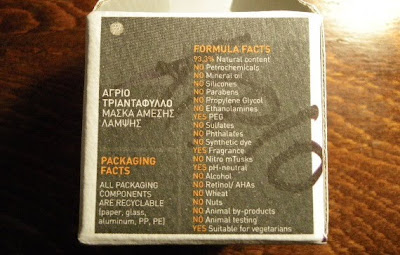 ΑΓΡΙΟ
ΤΡΙΑΝΤΑΦΥΛΛΟ
ΜΑΣΚΑ ΑΜΕΣΗΣ
ΛΑΜΨΗΣ
PACKAGING
FACTS
ALL PACKAGING
COMPONENTS
ARE RECYCLABLE
(paper, glass,
aluminum, PP, PE)
FORMULA FACTS
93.3% Natural content
NO Petrochemicals
NO Mineral oil
NO Silicones
NO Parabens
NO Propylene Glycol
NO Ethanolamines
YES PEG
NO Sulfates
NO Phthalates
NO Synthetic dye
YES Fragrance
NO Nitro mTusks
YES pH-neutral
NO Alcohol
NO Retinol/ AHAs
NO Wheat
NO Nuts
NO Animal by-products
NO Animal testing
YES Suitable for vegetarians